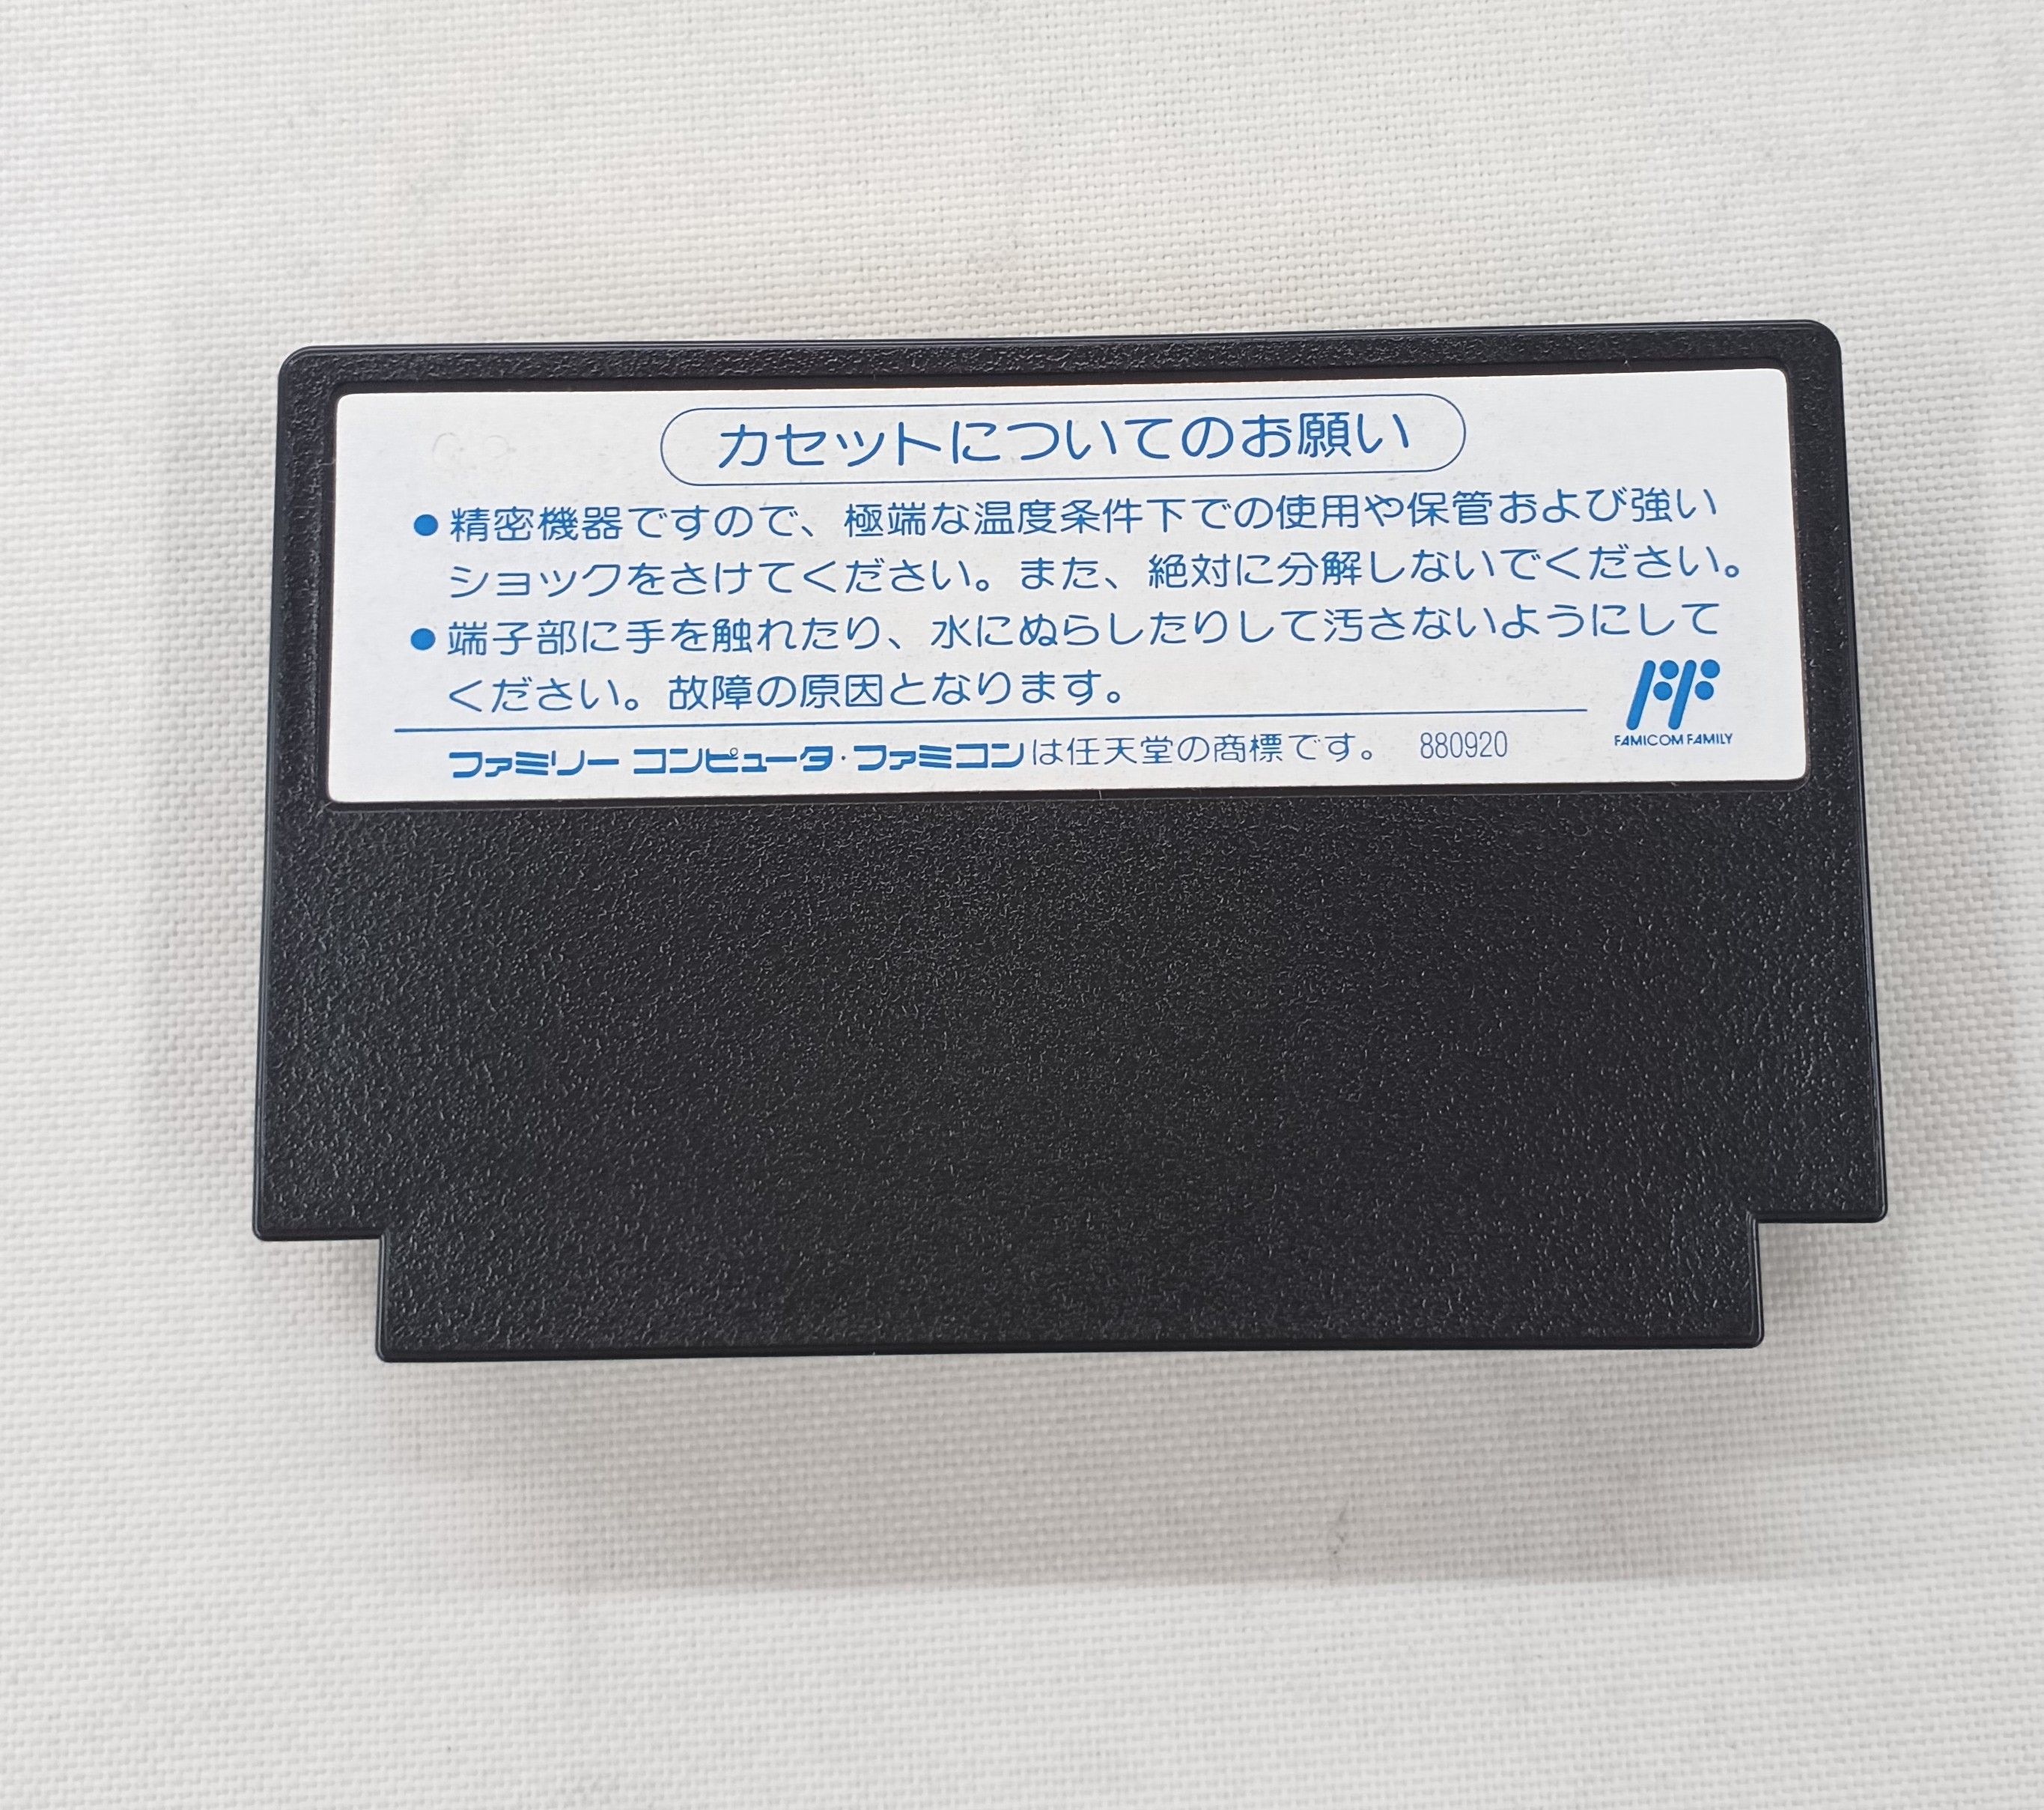 カセットについてのお願い
●精密機器ですので、極端な温度条件下での使用や保管および強い
ショックをさけてください。また、絶対に分解しないでください。
●端子部に手を触れたり、水にぬらしたりして汚さないようにして
ください。故障の原因となります。
FAMICOM FAMILY
ファミリーコンピュータ・ファミコンは任天堂の商標です。 880920